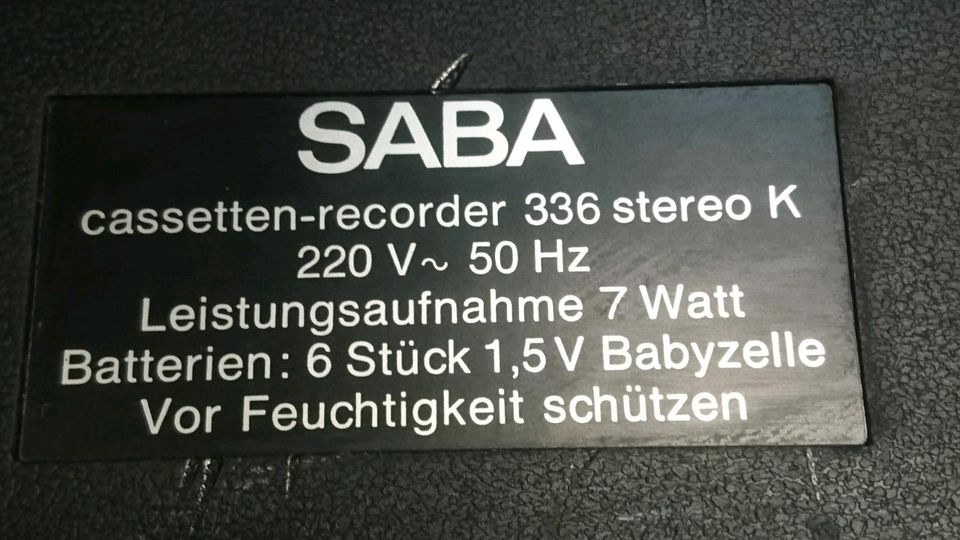 SABA
cassetten-recorder 336 stereo K
220 V~ 50 Hz
Leistungsaufnahme 7 Watt
Batterien: 6 Stück 1,5 V Babyzelle
Vor Feuchtigkeit schützen